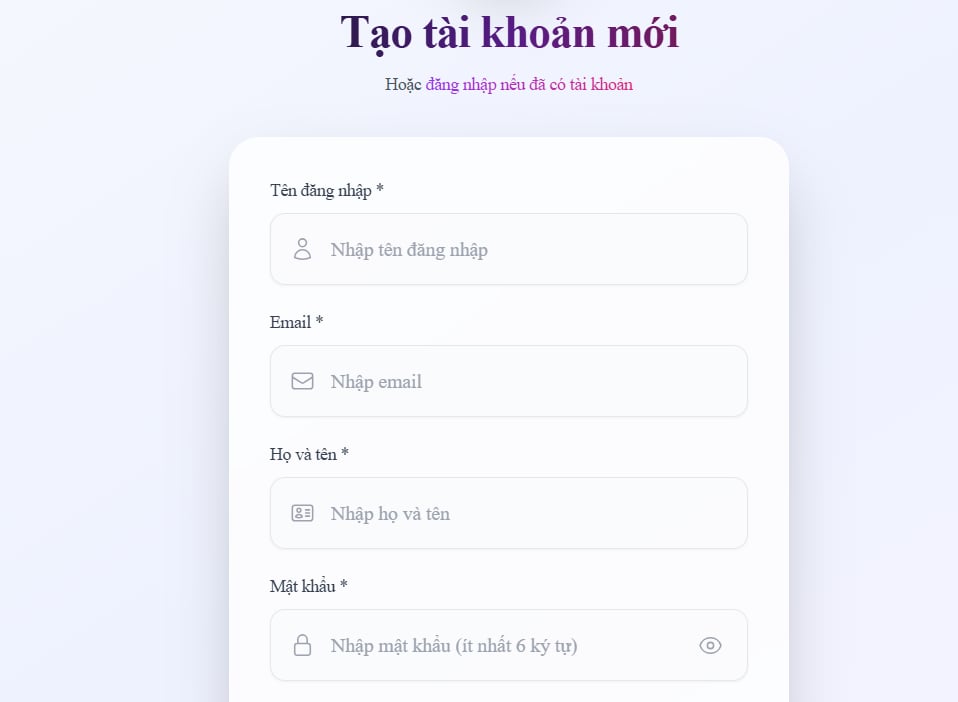 Tạo tài khoản mới
Hoặc đăng nhập nếu đã có tài khoản
Tên đăng nhập *
Nhập tên đăng nhập
Email *
Nhập email
Họ và tên *
Nhập họ và tên
Mật khẩu *
Nhập mật khẩu (ít nhất 6 ký tự)